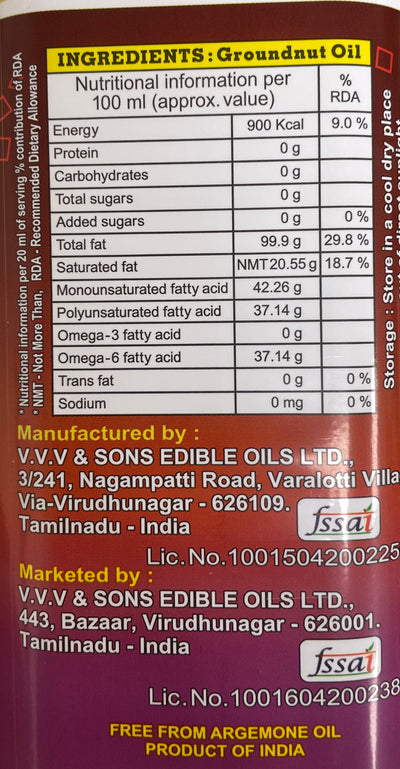 INGREDIENTS : Groundnut Oil
Nutritional information per
100 ml (approx. value)
%
RDA
Energy 900 Kcal 9.0 %
Protein 0 g
Carbohydrates 0 g
Total sugars 0 g
Added sugars 0 g 0 %
Total fat 99.9 g 29.8 %
Saturated fat NMT 20.55 g 18.7 %
Monounsaturated fatty acid 42.26 g
Polyunsaturated fatty acid 37.14 g
Omega-3 fatty acid 0 g
Omega-6 fatty acid 37.14 g
Trans fat 0 g 0 %
Sodium 0 mg 0 %
* Nutritional information per 20 ml of serving % contribution of RDA
* NMT - Not More Than, RDA - Recommended Dietary Allowance
Storage : Store in a cool dry place
out of direct sunlight
Manufactured by :
V.V.V & SONS EDIBLE OILS LTD.,
3/241, Nagampatti Road, Varalotti Villa
Via-Virudhunagar - 626109.
Tamilnadu - India
fssai
Lic. No. 1001504200225
Marketed by :
V.V.V & SONS EDIBLE OILS LTD.,
443, Bazaar, Virudhunagar - 626001.
Tamilnadu - India
fssai
Lic. No. 1001604200238
FREE FROM ARGEMONE OIL
PRODUCT OF INDIA